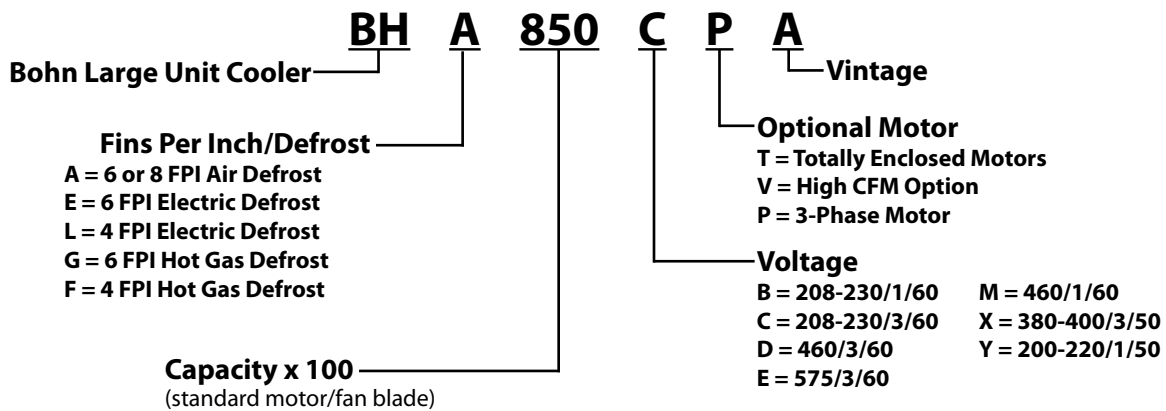 BH A 850 C P A
Bohn Large Unit Cooler
Vintage
Fins Per Inch/Defrost
A = 6 or 8 FPI Air Defrost
E = 6 FPI Electric Defrost
L = 4 FPI Electric Defrost
G = 6 FPI Hot Gas Defrost
F = 4 FPI Hot Gas Defrost
Optional Motor
T = Totally Enclosed Motors
V = High CFM Option
P = 3-Phase Motor
Voltage
B = 208-230/1/60 M = 460/1/60
C = 208-230/3/60 X = 380-400/3/50
D = 460/3/60 Y = 200-220/1/50
E = 575/3/60
Capacity x 100
(standard motor/fan blade)